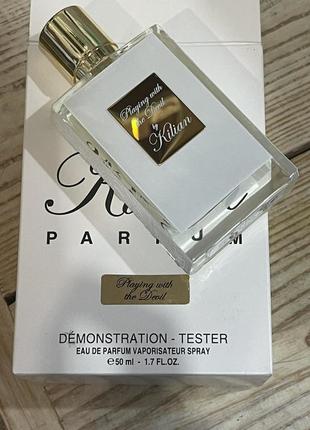 Playing with
the Devil
by
Kilian
PARFUM
Playing with
the Devil
DÉMONSTRATION - TESTER
EAU DE PARFUM VAPORISATEUR SPRAY
℮50 ml - 1.7 FL.OZ.